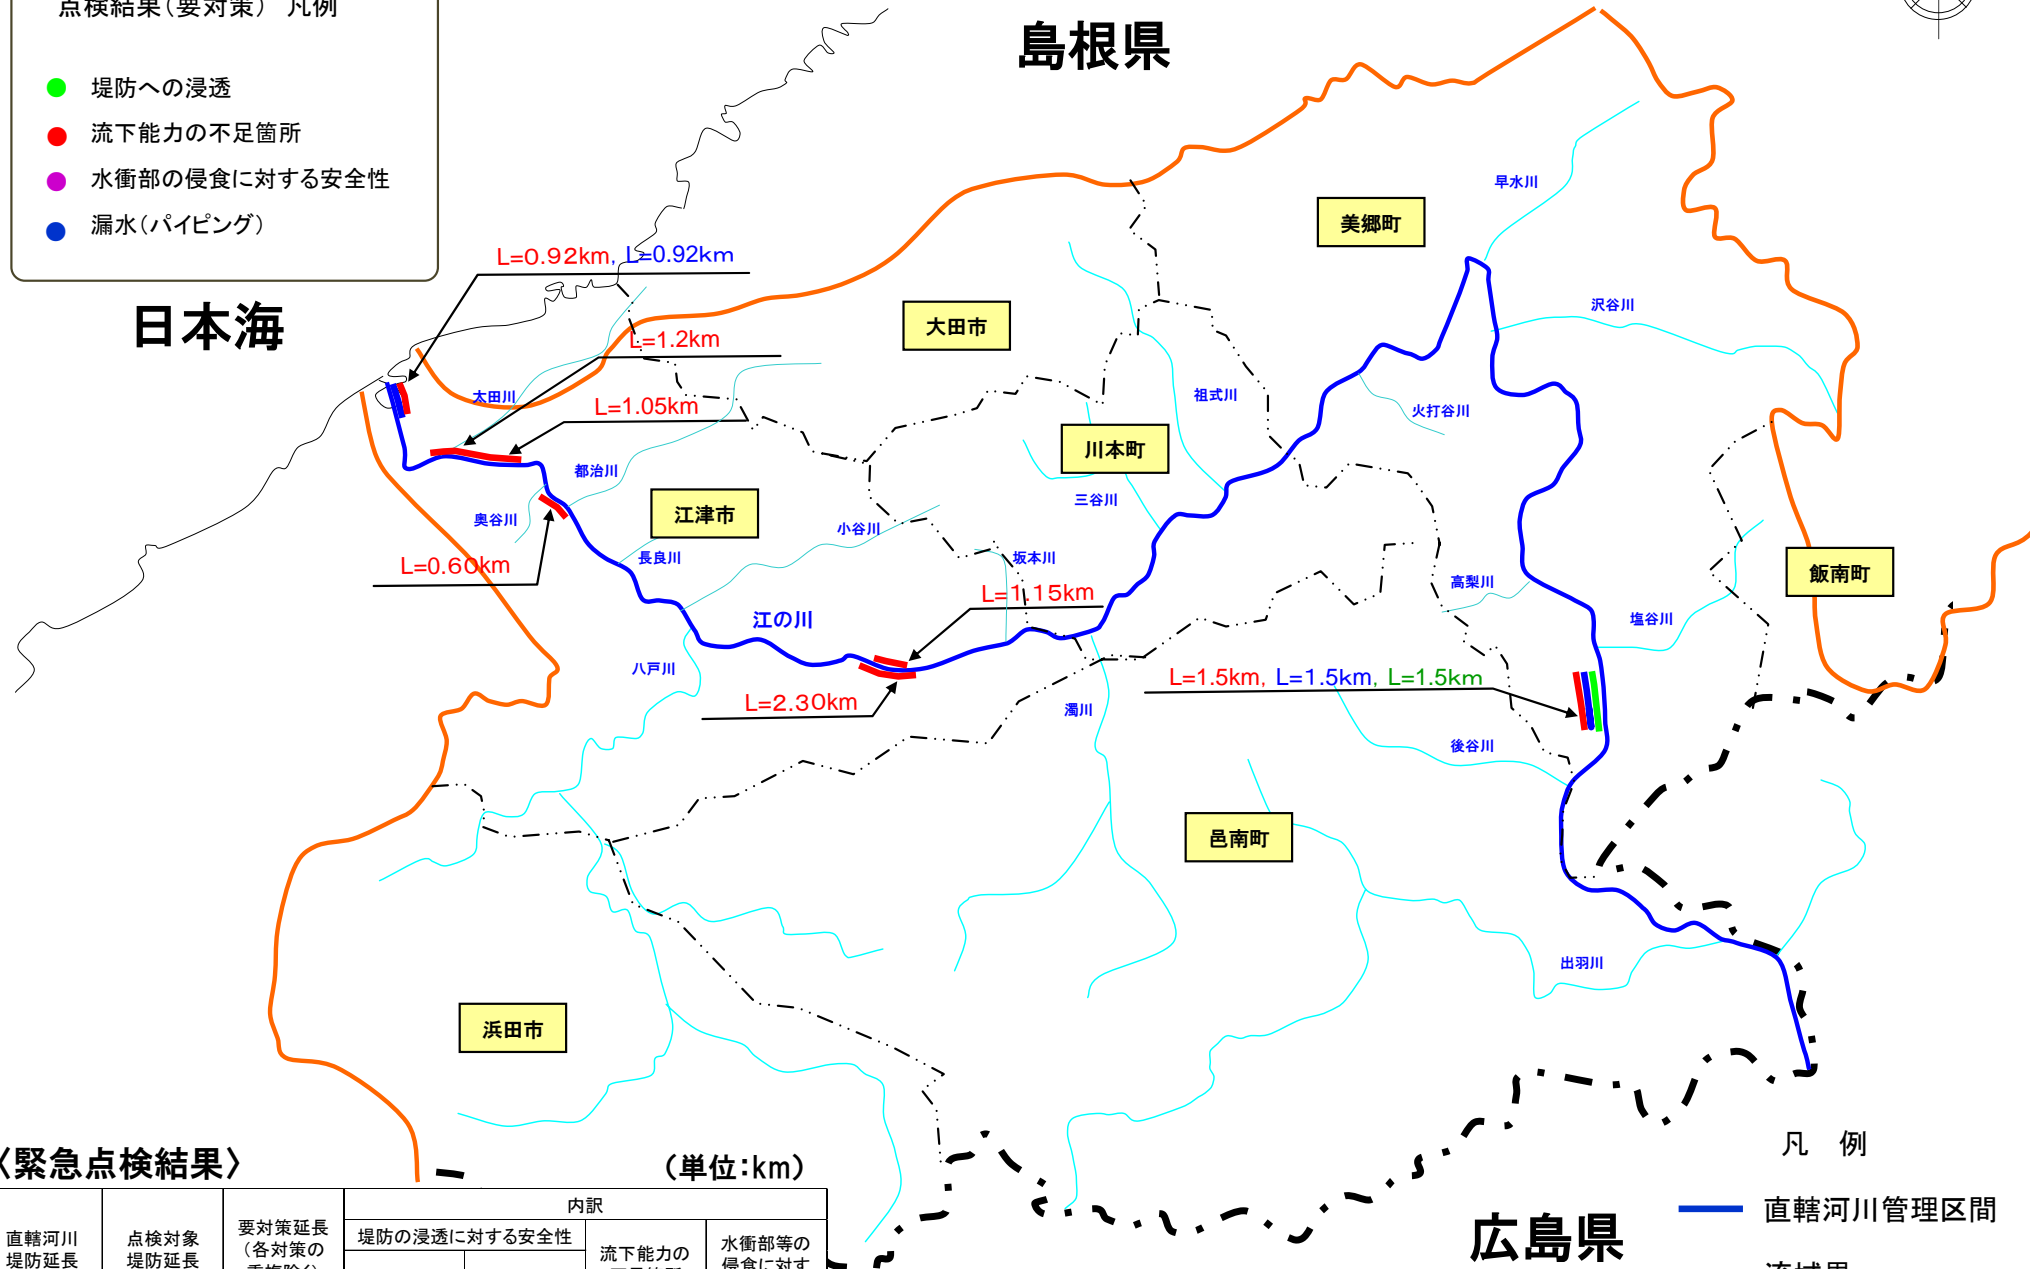 点検結果（要対策） 凡例
堤防への浸透
流下能力の不足箇所
水衝部の侵食に対する安全性
漏水（パイピング）
島根県
日本海
美郷町
早水川
沢谷川
L=0.92km, L=0.92km
大田市
L=1.2km
太田川
L=1.05km
祖式川
火打谷川
川本町
都治川
三谷川
江津市
奥谷川
小谷川
長良川
坂本川
L=0.60km
L=1.15km
高梨川
飯南町
塩谷川
江の川
八戸川
L=2.30km
濁川
L=1.5km, L=1.5km, L=1.5km
後谷川
邑南町
出羽川
浜田市
〈緊急点検結果〉
（単位：km）
内訳
直轄河川
堤防延長
点検対象
堤防延長
要対策延長
（各対策の
堤防の浸透に対する安全性
流下能力の
水衝部等の
侵食に対す
広島県
凡 例
直轄河川管理区間